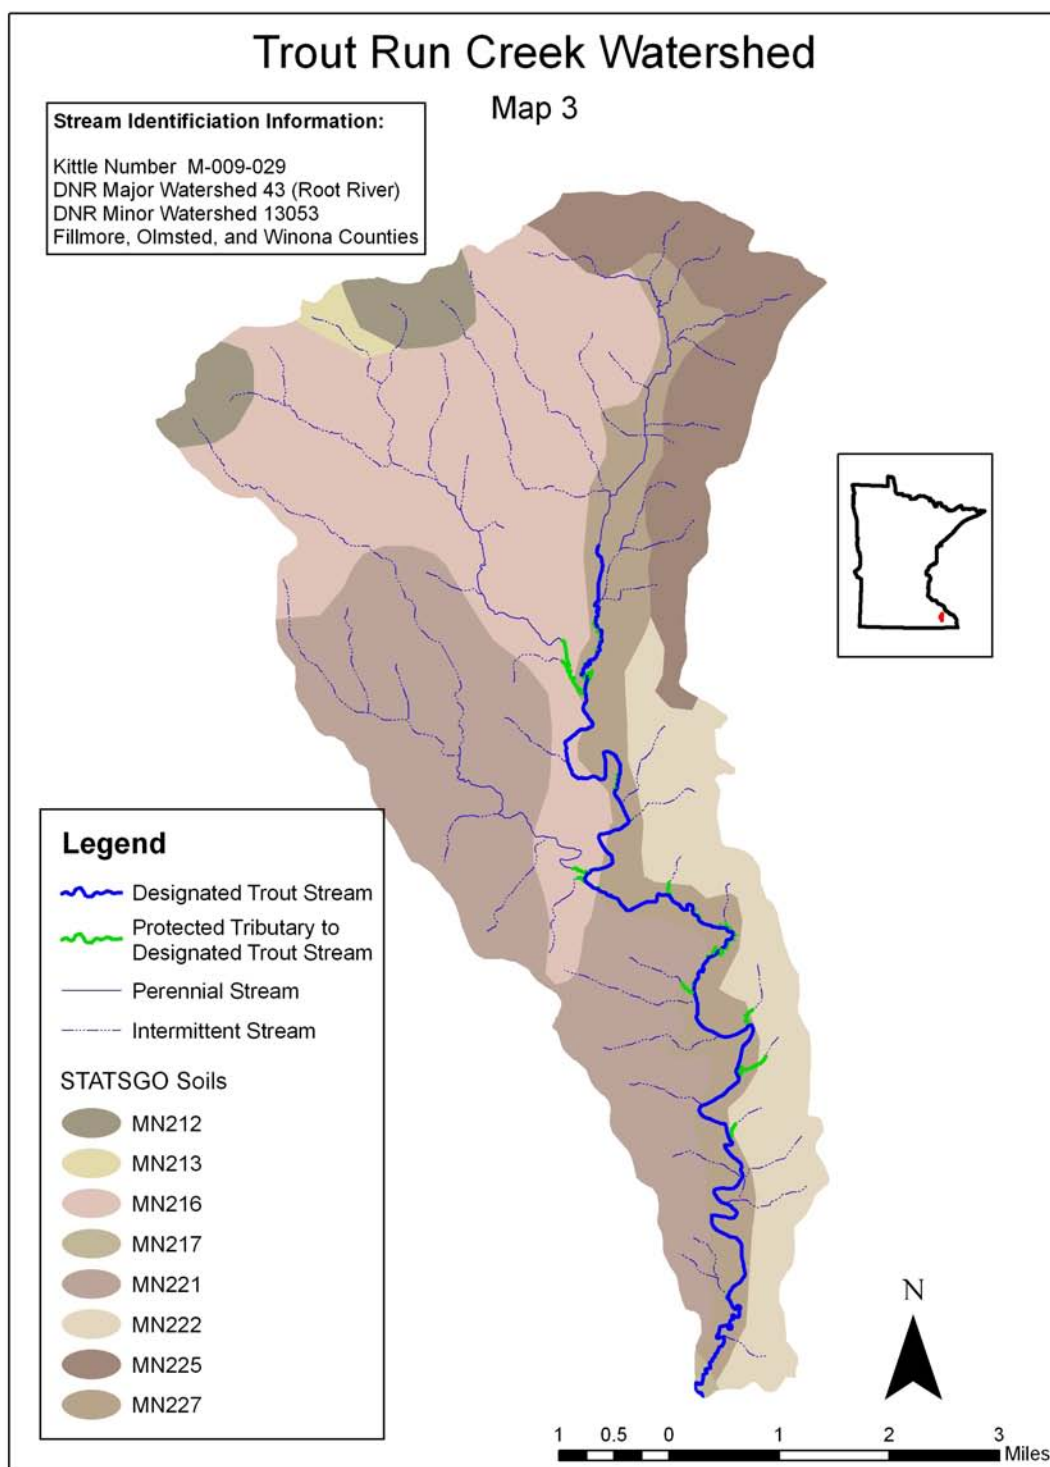 Trout Run Creek Watershed
Map 3
Stream Identificiation Information:
Kittle Number  M-009-029
DNR Major Watershed 43 (Root River)
DNR Minor Watershed 13053
Fillmore, Olmsted, and Winona Counties
Legend
Designated Trout Stream
Protected Tributary to
Designated Trout Stream
Perennial Stream
Intermittent Stream
STATSGO Soils
MN212
MN213
MN216
MN217
MN221
MN222
MN225
MN227
N
1 0.5 0 1 2 3
Miles